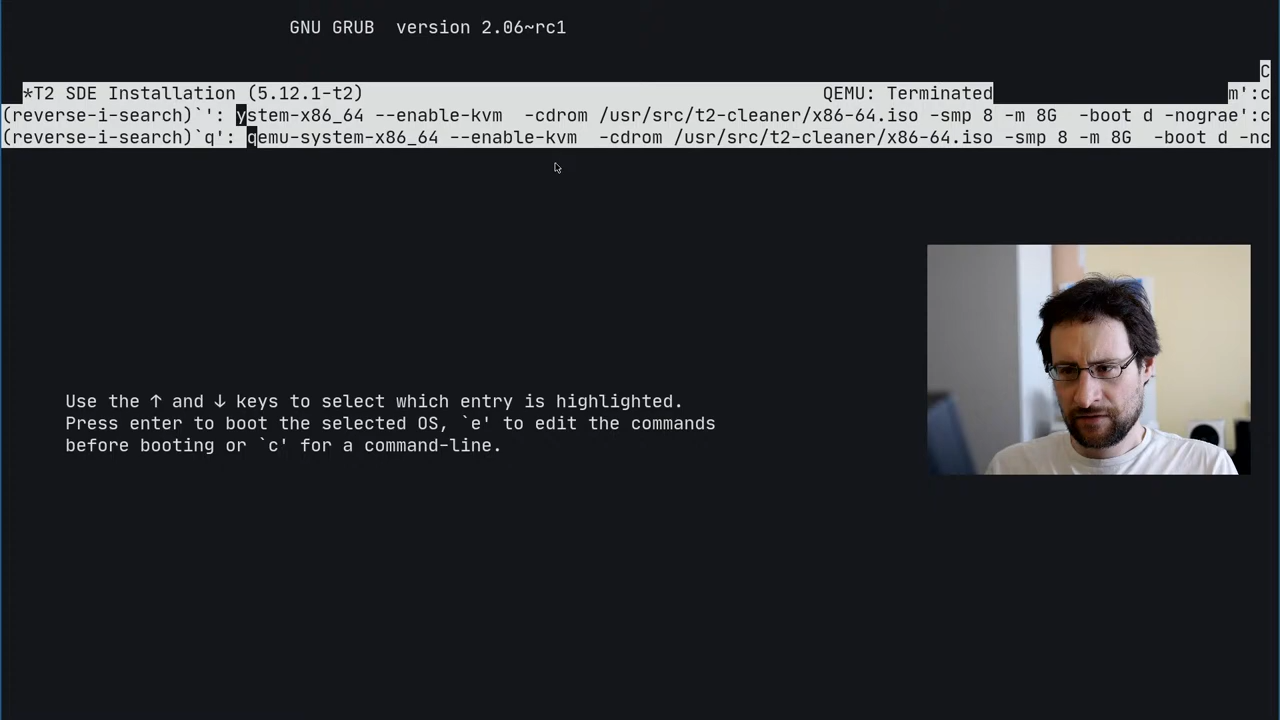 GNU GRUB  version 2.06~rc1
C
*T2 SDE Installation (5.12.1-t2) QEMU: Terminated m':c
(reverse-i-search)`': ystem-x86_64 --enable-kvm  -cdrom /usr/src/t2-cleaner/x86-64.iso -smp 8 -m 8G  -boot d -nograe':c
(reverse-i-search)`q': qemu-system-x86_64 --enable-kvm  -cdrom /usr/src/t2-cleaner/x86-64.iso -smp 8 -m 8G  -boot d -nc
Use the ↑ and ↓ keys to select which entry is highlighted.
Press enter to boot the selected OS, `e' to edit the commands
before booting or `c' for a command-line.